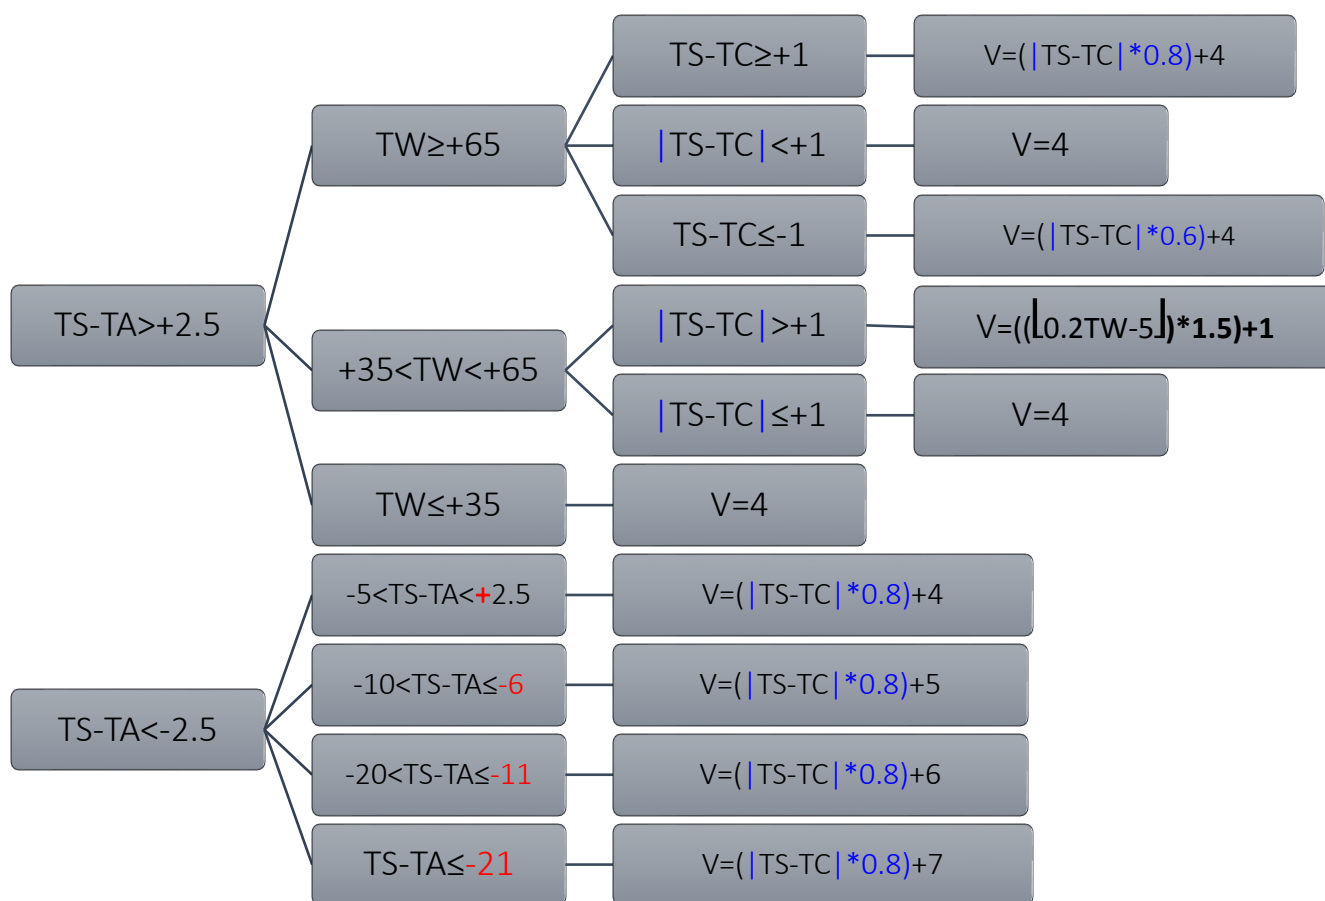 TS-TA>+2.5
TW≥+65
TS-TC≥+1
V=(|TS-TC|*0.8)+4
|TS-TC|<+1
V=4
TS-TC≤-1
V=(|TS-TC|*0.6)+4
+35<TW<+65
|TS-TC|>+1
V=((⌊0.2TW-5⌋)*1.5)+1
|TS-TC|≤+1
V=4
TW≤+35
V=4
TS-TA<-2.5
-5<TS-TA<+2.5
V=(|TS-TC|*0.8)+4
-10<TS-TA≤-6
V=(|TS-TC|*0.8)+5
-20<TS-TA≤-11
V=(|TS-TC|*0.8)+6
TS-TA≤-21
V=(|TS-TC|*0.8)+7